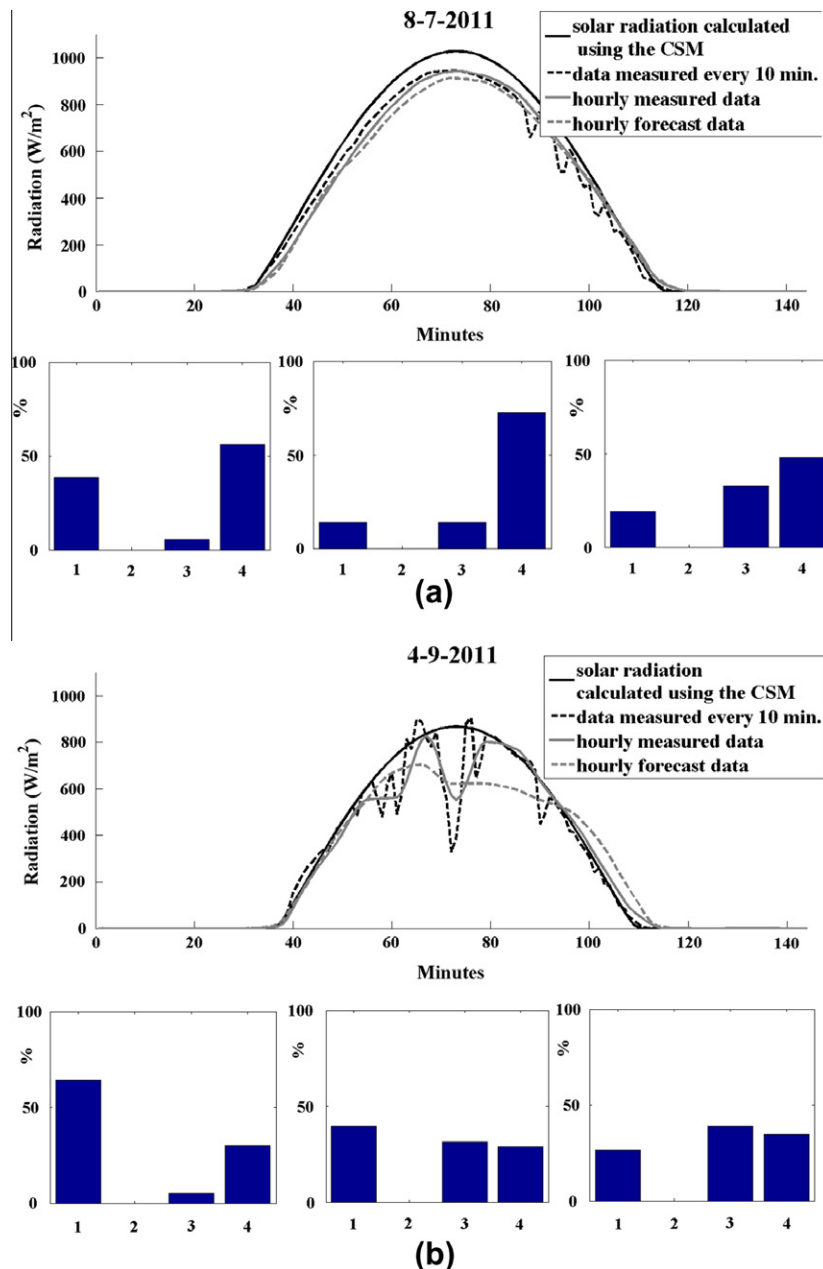 8-7-2011
solar radiation calculated
using the CSM
data measured every 10 min.
hourly measured data
hourly forecast data
Radiation (W/m²)
1000
800
600
400
200
0
0 20 40 60 80 100 120 140
Minutes
%
100
50
0
1 2 3 4
%
100
50
0
1 2 3 4
%
100
50
0
1 2 3 4
(a)
4-9-2011
solar radiation
calculated using the CSM
data measured every 10 min.
hourly measured data
hourly forecast data
Radiation (W/m²)
1000
800
600
400
200
0
0 20 40 60 80 100 120 140
Minutes
%
100
50
0
1 2 3 4
%
100
50
0
1 2 3 4
%
100
50
0
1 2 3 4
(b)